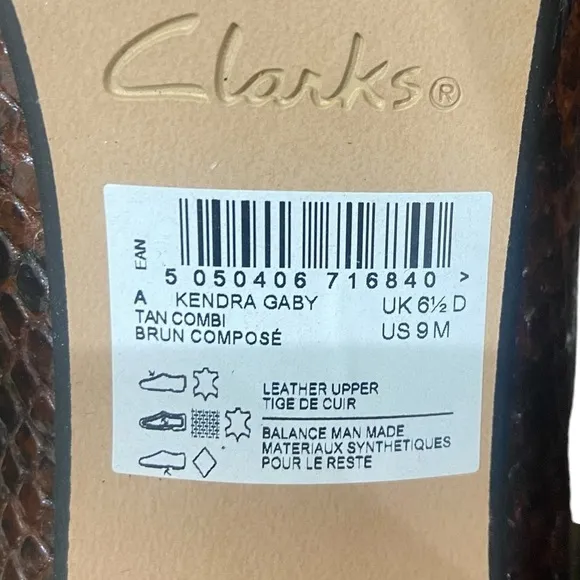 Clarks®
EAN
5 050406 716840 >
A KENDRA GABY UK 6½ D
TAN COMBI US 9 M
BRUN COMPOSÉ
LEATHER UPPER
TIGE DE CUIR
BALANCE MAN MADE
MATERIAUX SYNTHETIQUES
POUR LE RESTE